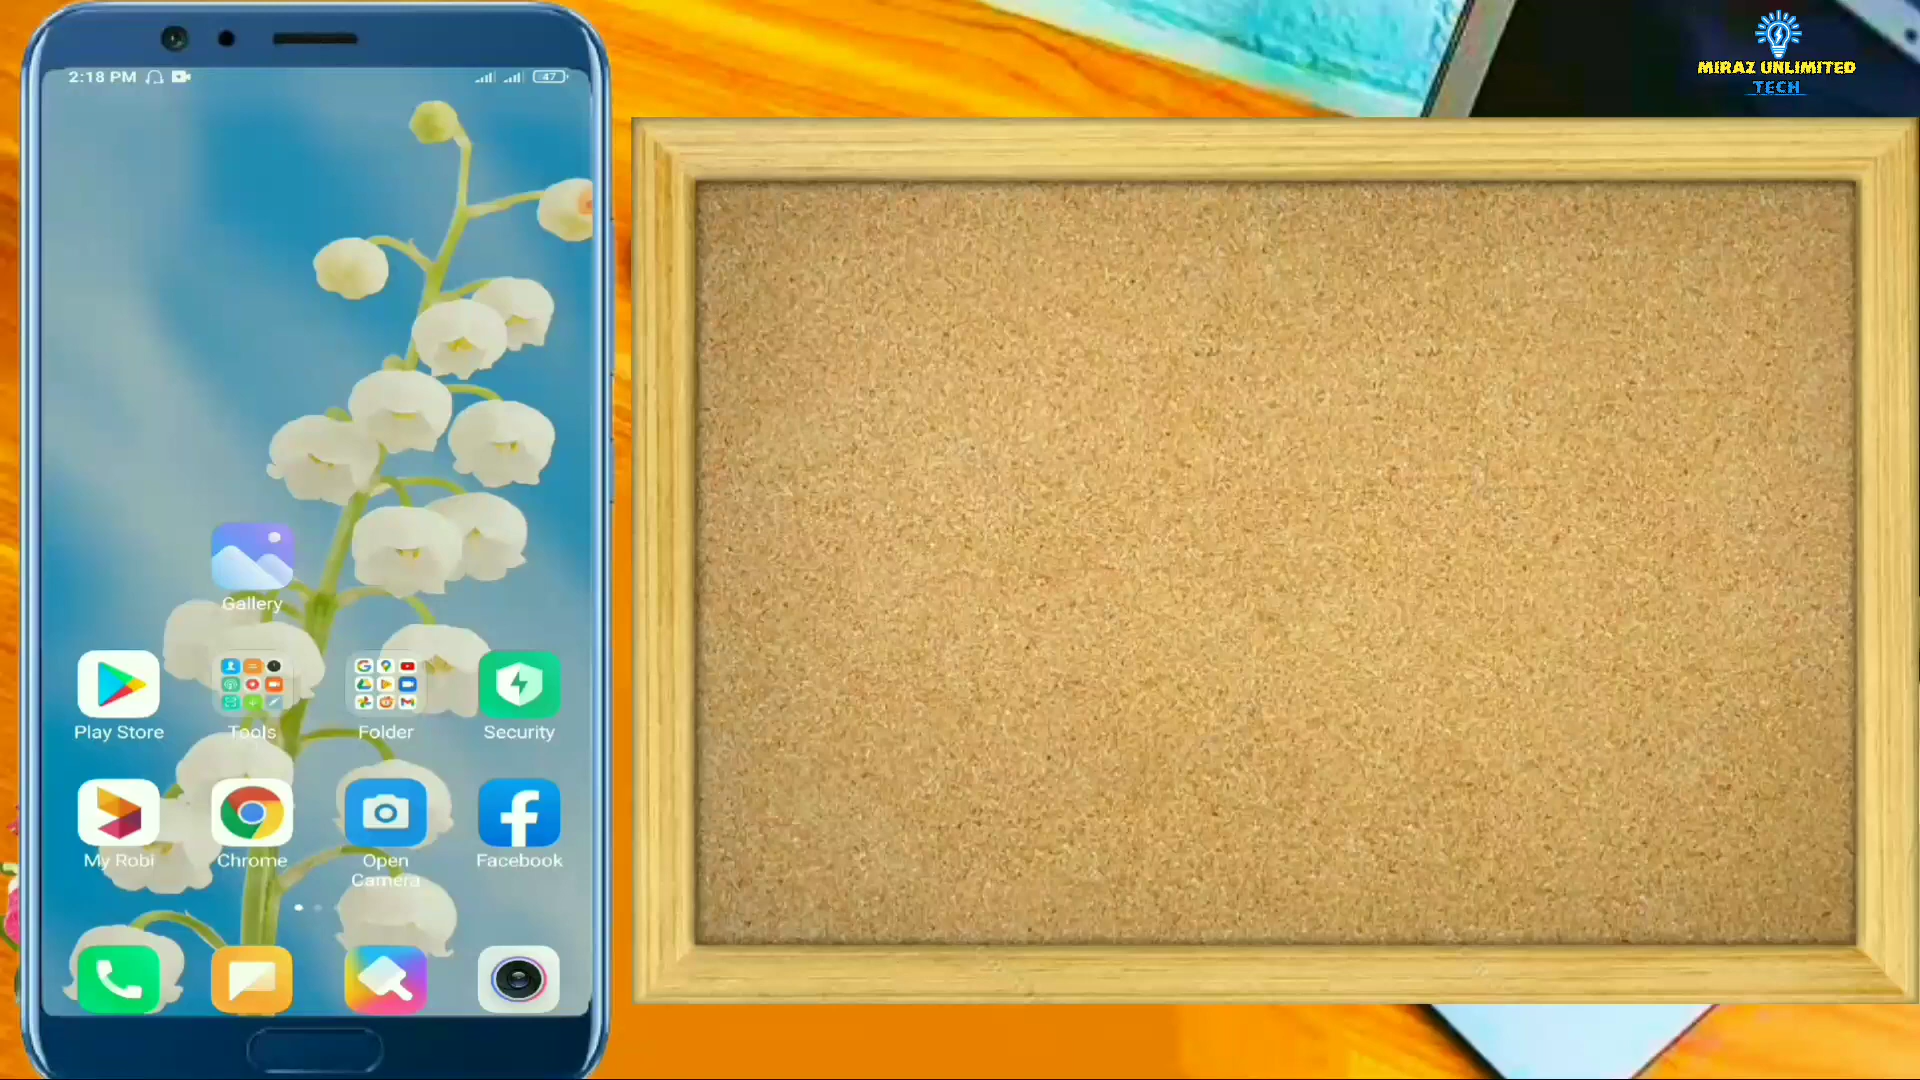 MIRAZ UNLIMITED
TECH
2:18 PM
47
Gallery
Play Store
Tools
Folder
Security
My Robi
Chrome
Open
Camera
Facebook